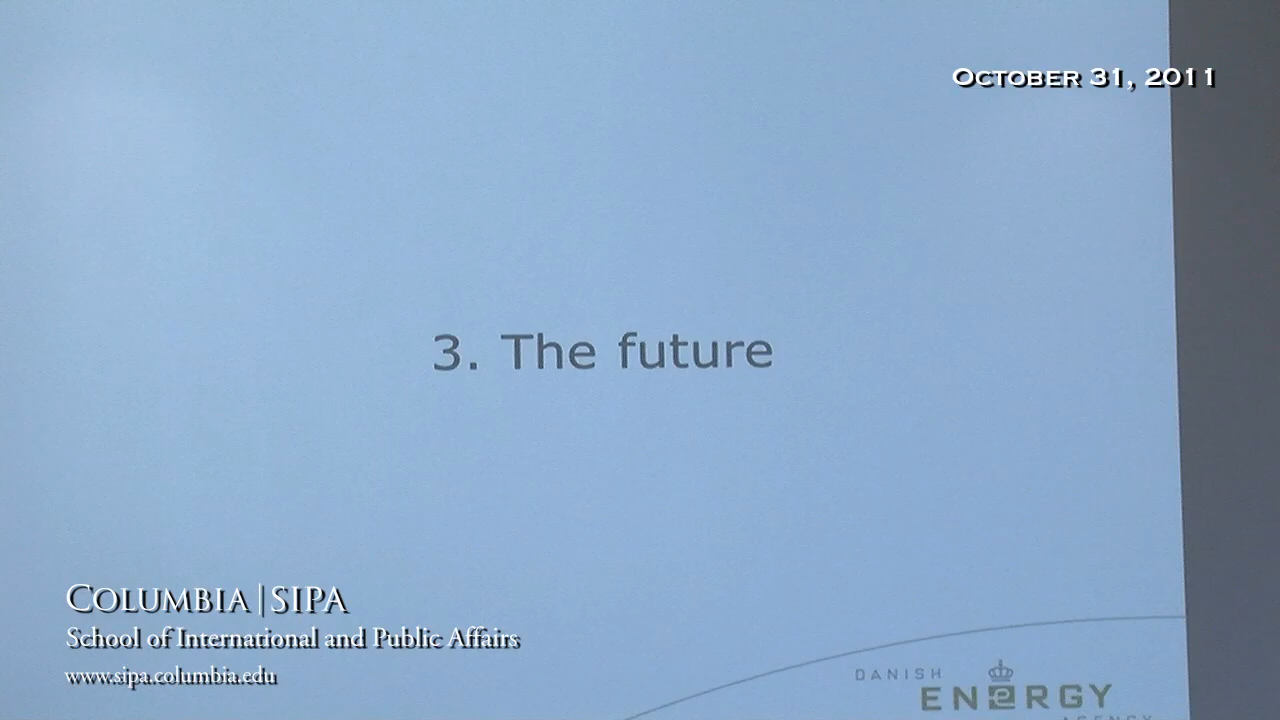 OCTOBER 31, 2011
3. The future
COLUMBIA | SIPA
School of International and Public Affairs
www.sipa.columbia.edu
DANISH
ENERGY
AGENCY